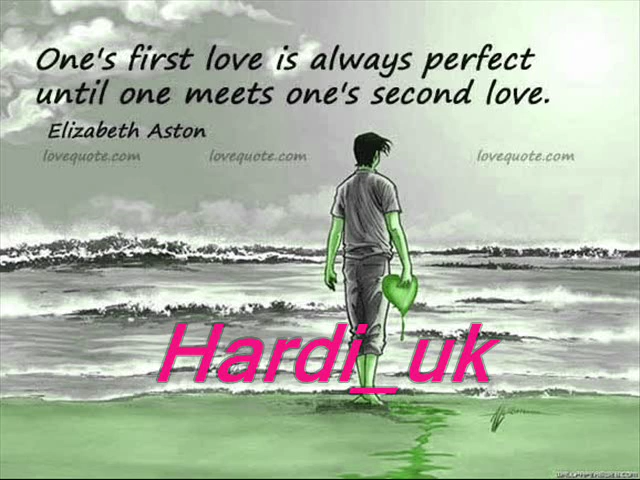 One's first love is always perfect
until one meets one's second love.
Elizabeth Aston
lovequote.com lovequote.com lovequote.com
Hardi_uk